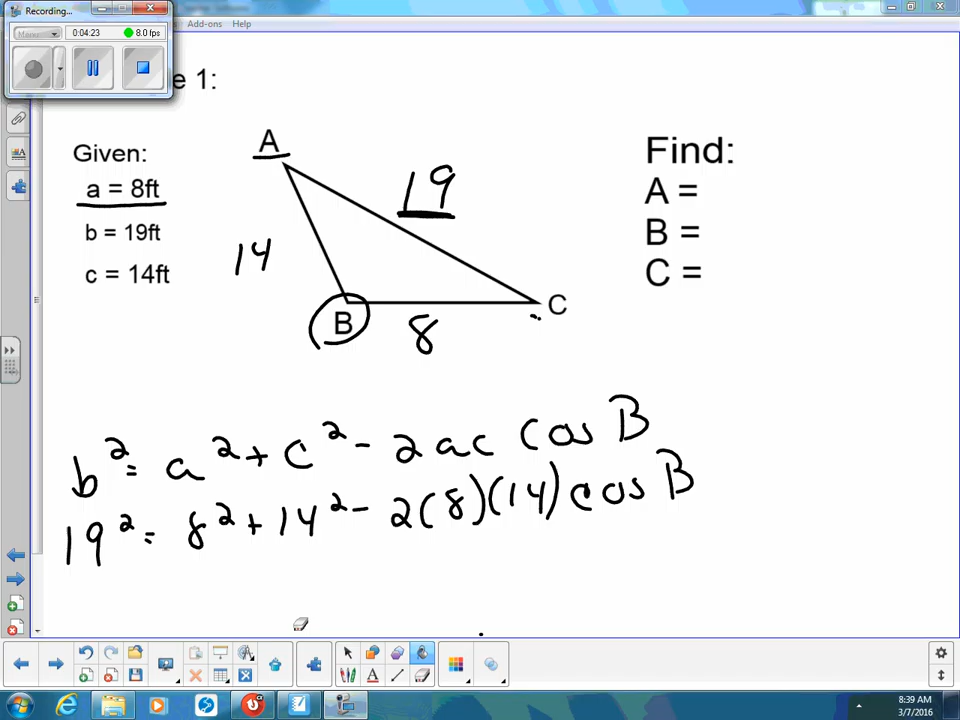 Recording...
Menu 0:04:23 8.0 fps
Add-ons Help
e 1:
Given:
a = 8ft
b = 19ft
c = 14ft
A
19
14
B
8
C
Find:
A =
B =
C =
b² = a² + c² - 2ac cos B
19² = 8² + 14² - 2(8)(14) cos B
8:39 AM
3/7/2016